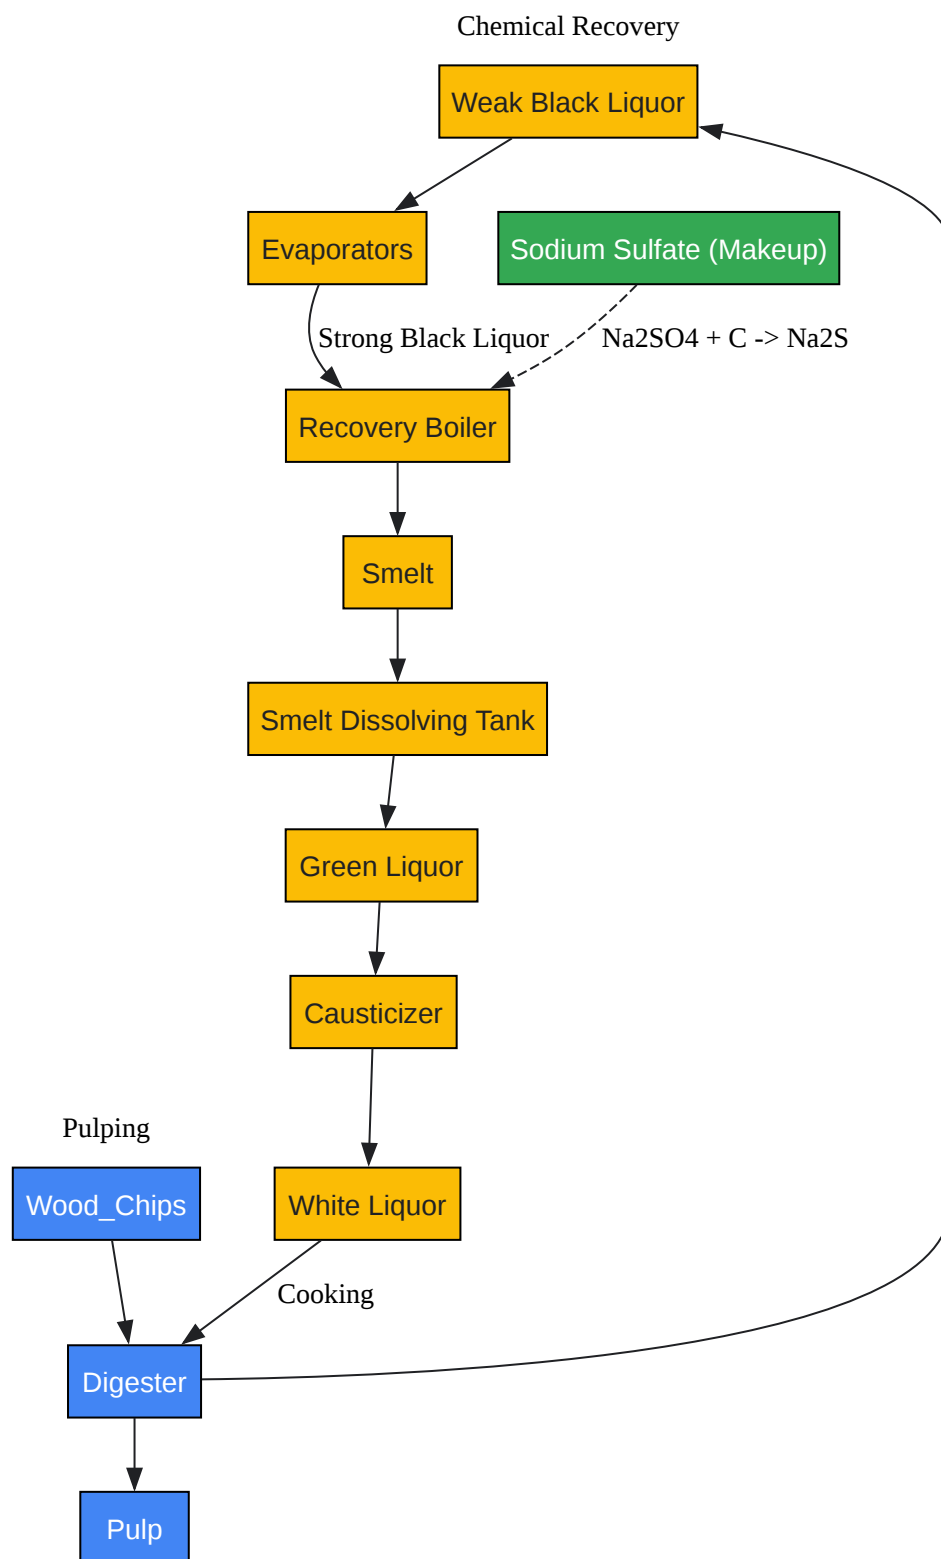 Chemical Recovery
Weak Black Liquor
Evaporators
Sodium Sulfate (Makeup)
Strong Black Liquor
Na2SO4 + C -> Na2S
Recovery Boiler
Smelt
Smelt Dissolving Tank
Green Liquor
Causticizer
Pulping
Wood_Chips
White Liquor
Cooking
Digester
Pulp